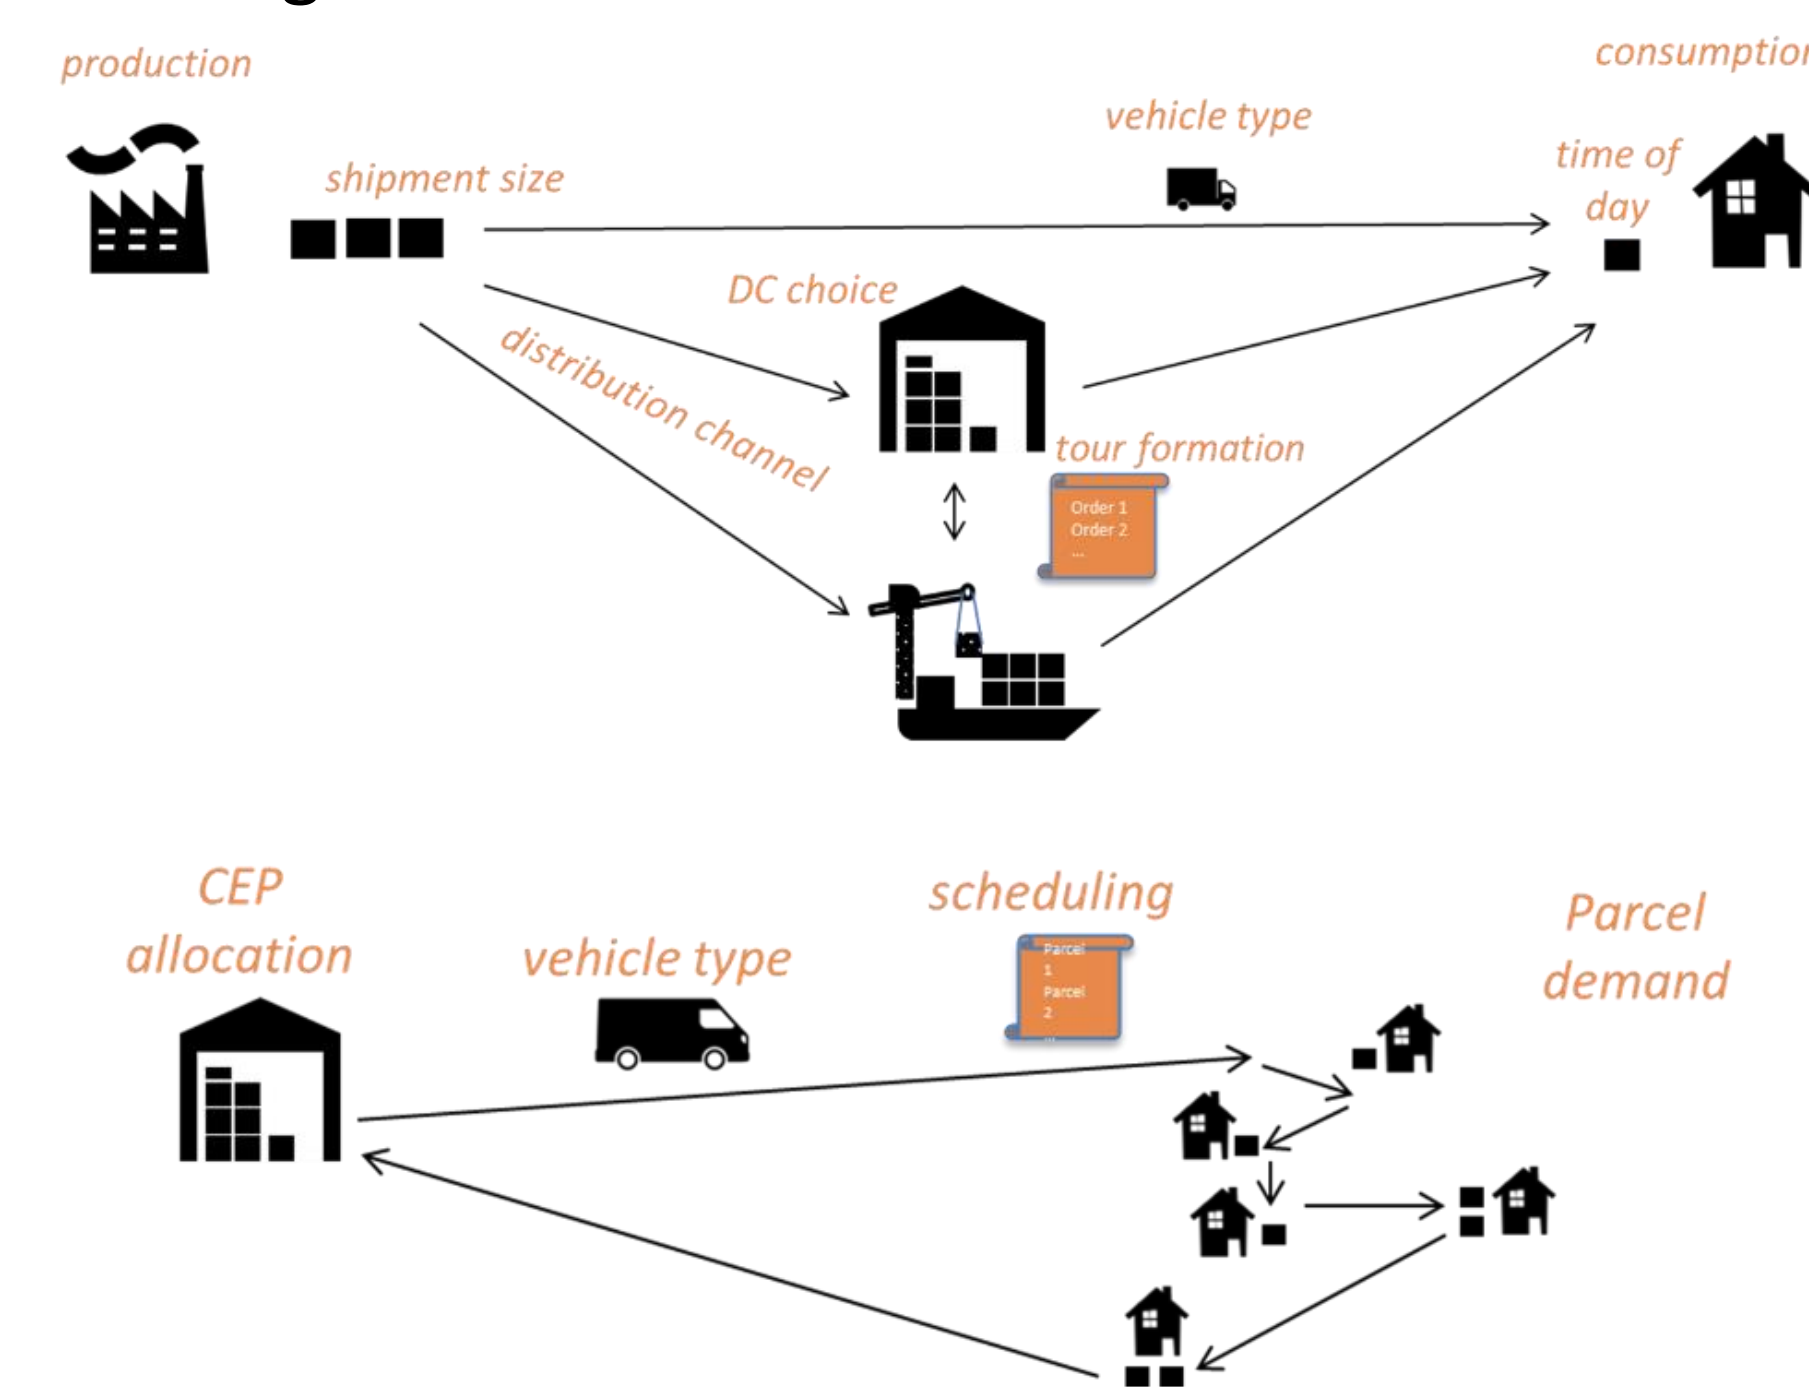 production
consumption
vehicle type
time of
day
shipment size
DC choice
distribution channel
tour formation
Order 1
Order 2
...
CEP
allocation
vehicle type
scheduling
Parcel
1
Parcel
2
...
Parcel
demand